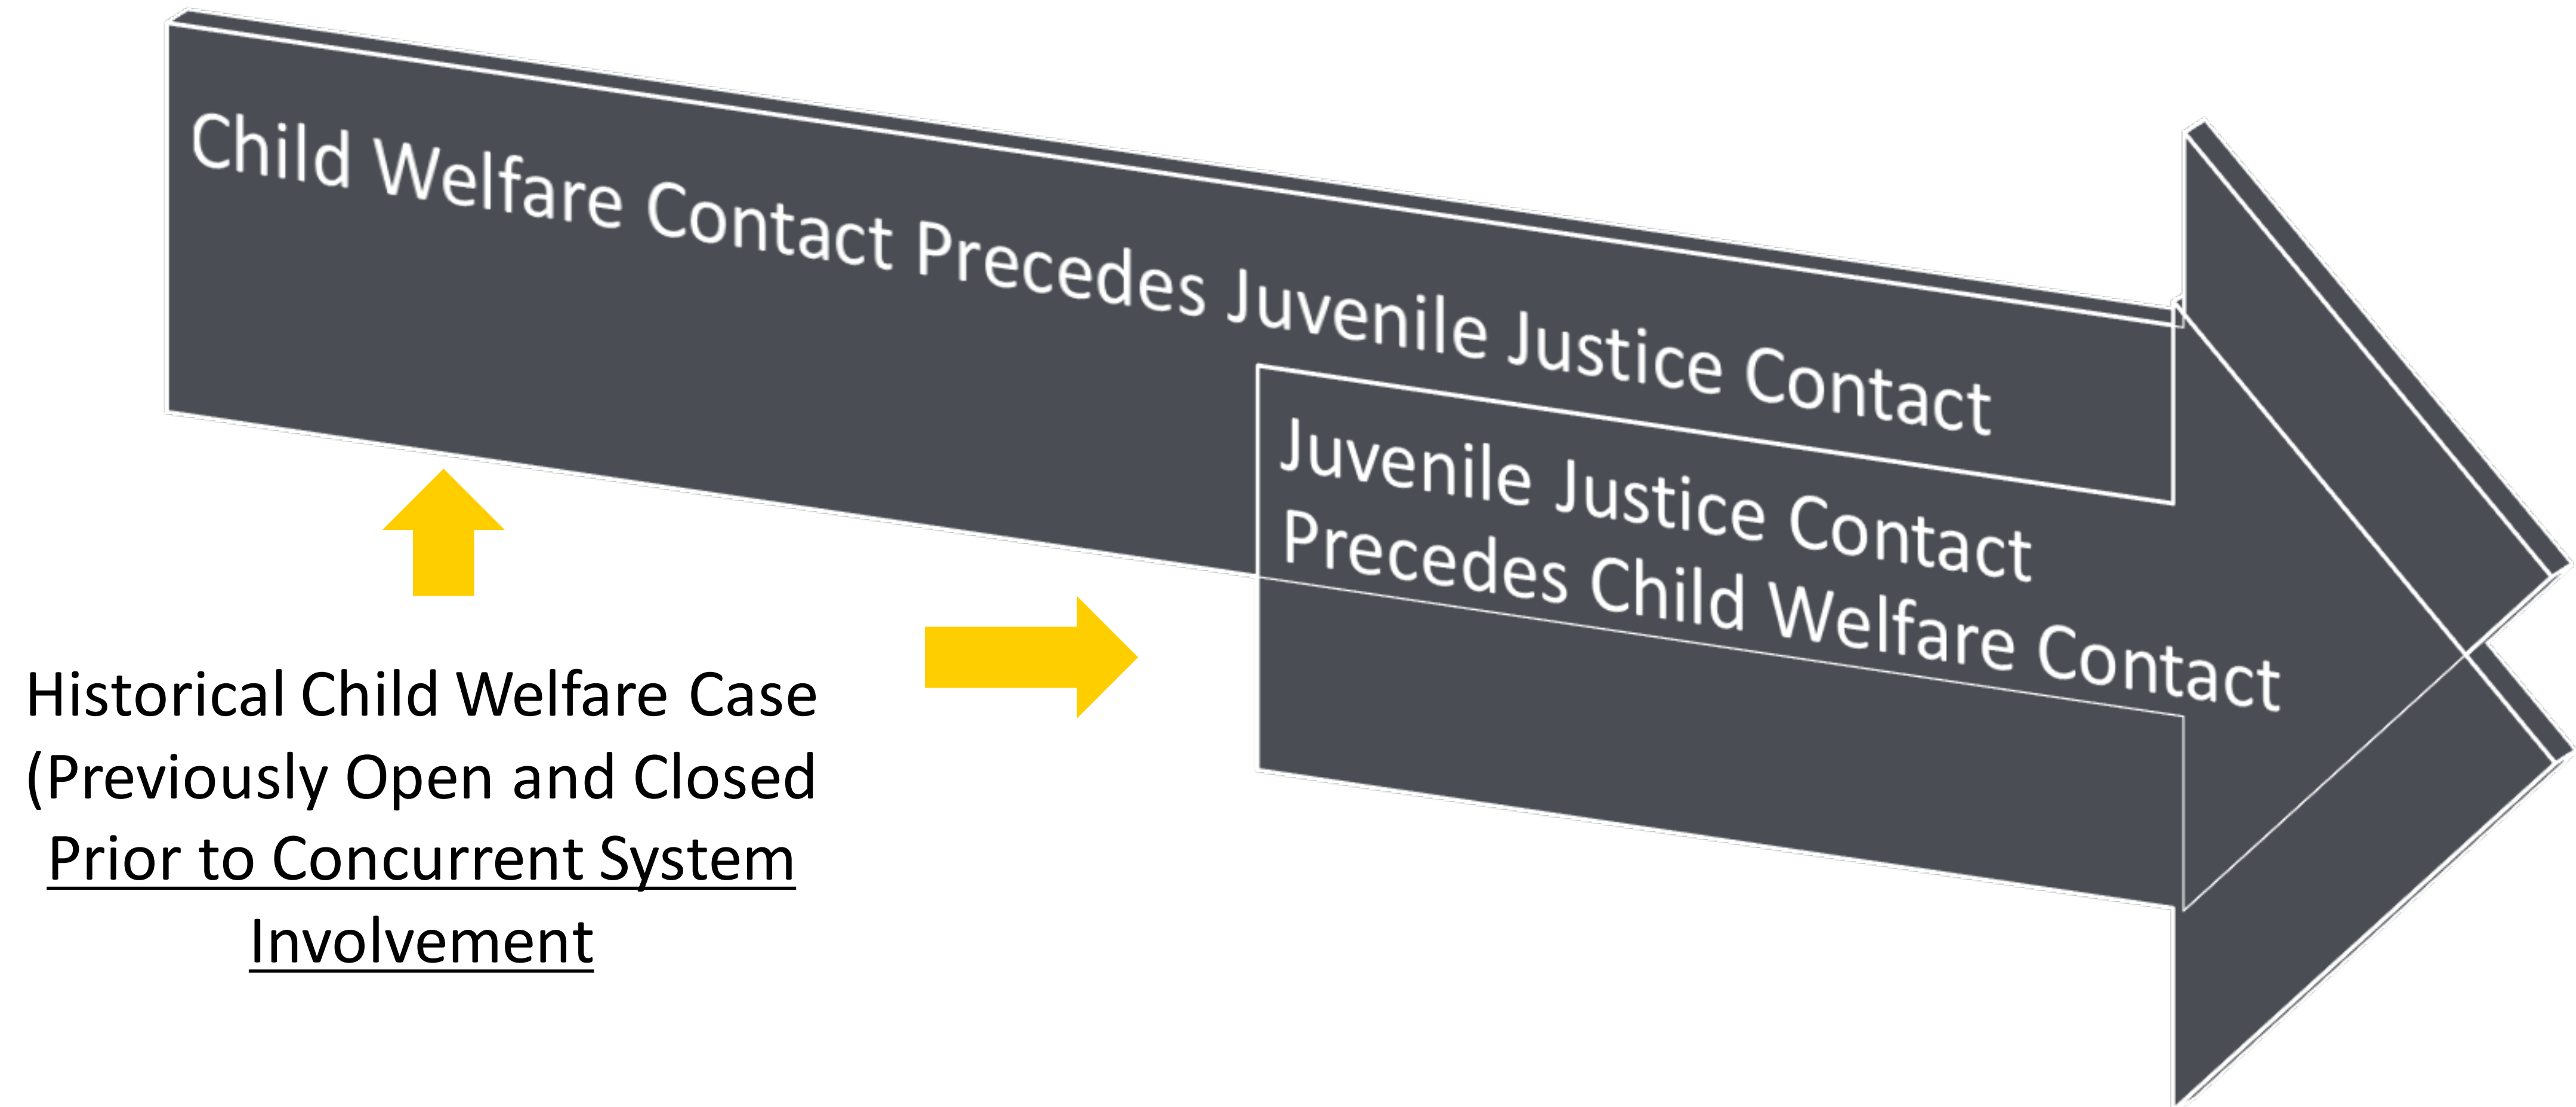 Child Welfare Contact Precedes Juvenile Justice Contact
Juvenile Justice Contact
Precedes Child Welfare Contact
Historical Child Welfare Case
(Previously Open and Closed
Prior to Concurrent System
Involvement